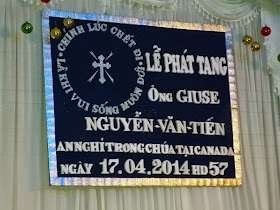 CHÍNH LÚC CHẾT ĐI LÀ KHI VUI SỐNG MUÔN ĐỜI
LỄ PHÁT TANG
ÔNG GIUSE
NGUYỄN-VĂN-TIẾN
AN NGHỈ TRONG CHÚA TẠI CANADA
NGÀY 17.04.2014 HD 57